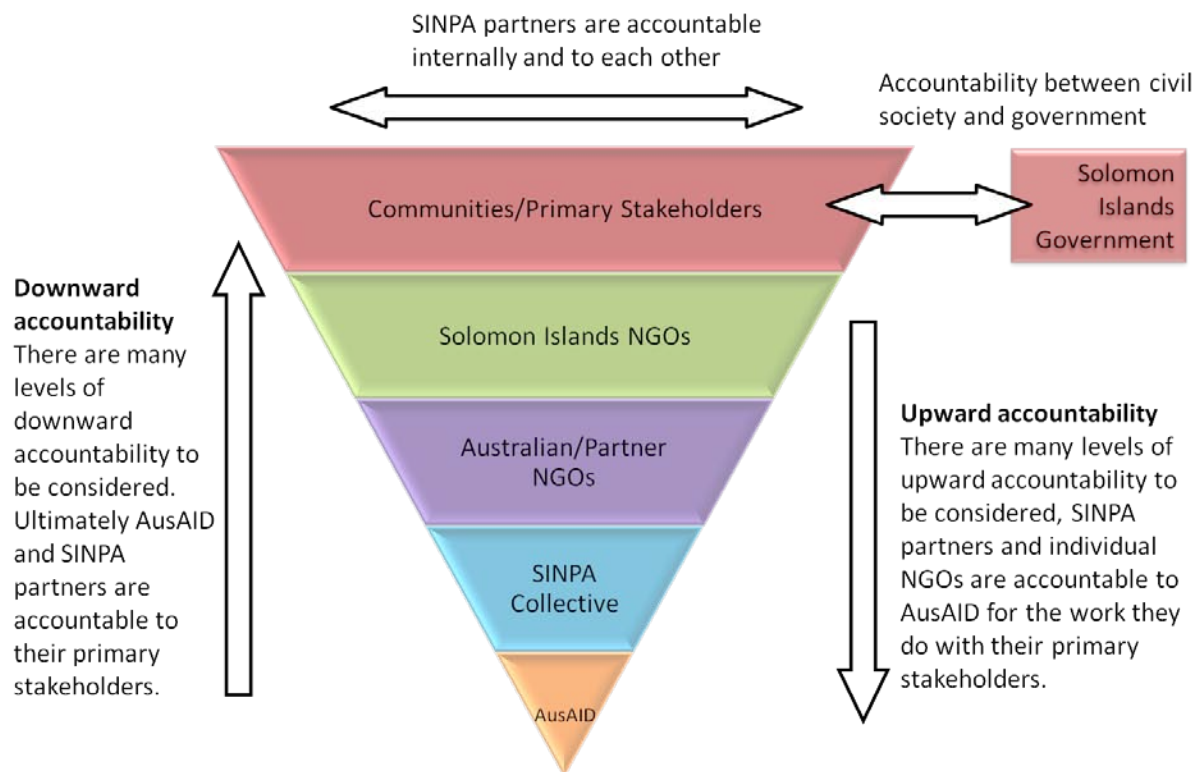 SINPA partners are accountable
internally and to each other
Accountability between civil
society and government
Communities/Primary Stakeholders
Solomon
Islands
Government
Downward
accountability
There are many
levels of
downward
accountability to
be considered.
Ultimately AusAID
and SINPA
partners are
accountable to
their primary
stakeholders.
Solomon Islands NGOs
Australian/Partner
NGOs
SINPA
Collective
AusAID
Upward accountability
There are many levels of
upward accountability to
be considered, SINPA
partners and individual
NGOs are accountable to
AusAID for the work they
do with their primary
stakeholders.